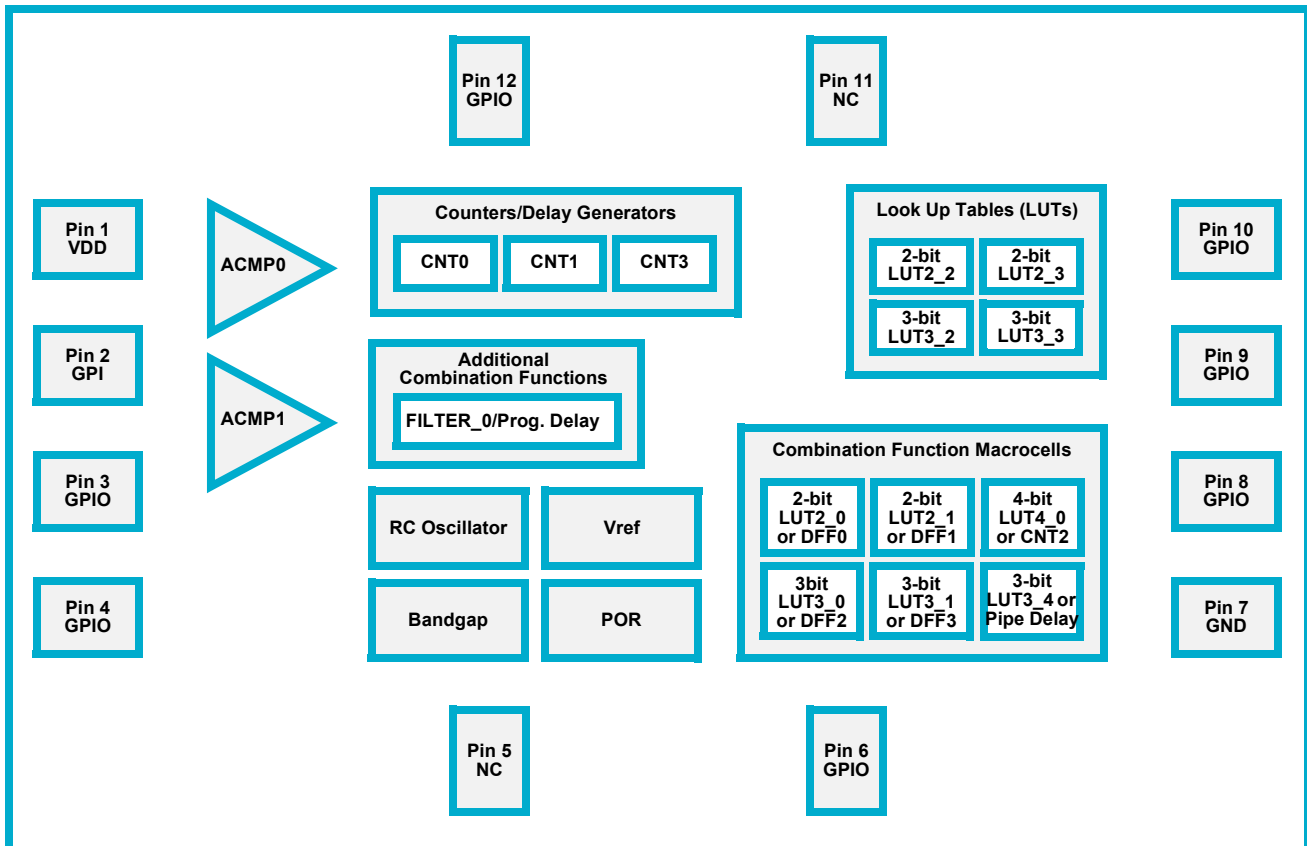 Pin 12
GPIO
Pin 11
NC
Pin 1
VDD
Pin 2
GPI
Pin 3
GPIO
Pin 4
GPIO
ACMP0
ACMP1
Counters/Delay Generators
CNT0
CNT1
CNT3
Additional
Combination Functions
FILTER_0/Prog. Delay
RC Oscillator
Vref
Bandgap
POR
Look Up Tables (LUTs)
2-bit
LUT2_2
2-bit
LUT2_3
3-bit
LUT3_2
3-bit
LUT3_3
Combination Function Macrocells
2-bit
LUT2_0
or DFF0
2-bit
LUT2_1
or DFF1
4-bit
LUT4_0
or CNT2
3bit
LUT3_0
or DFF2
3-bit
LUT3_1
or DFF3
3-bit
LUT3_4 or
Pipe Delay
Pin 10
GPIO
Pin 9
GPIO
Pin 8
GPIO
Pin 7
GND
Pin 5
NC
Pin 6
GPIO